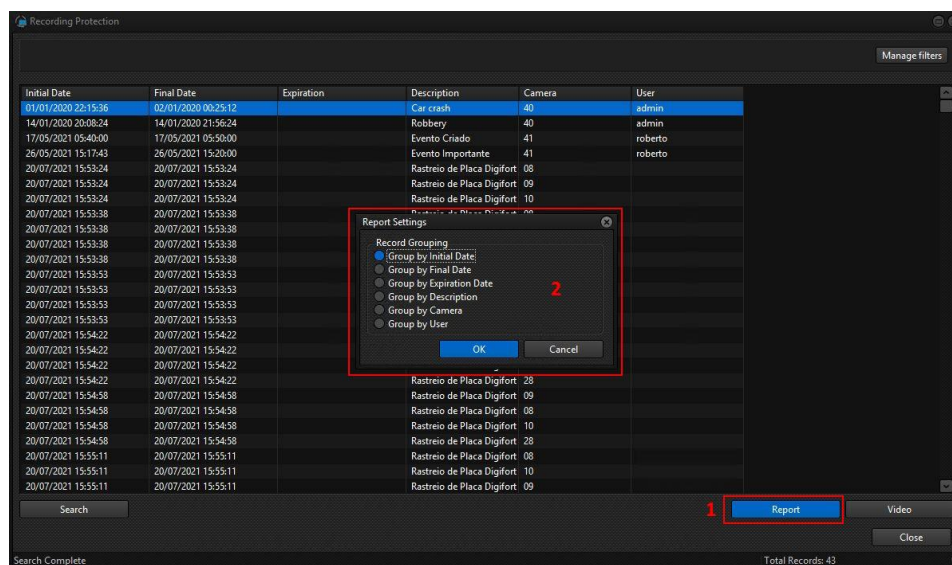 Recording Protection
Manage filters
Initial Date Final Date Expiration Description Camera User
01/01/2020 22:15:36 02/01/2020 00:25:12 Car crash 40 admin
14/01/2020 20:08:24 14/01/2020 21:56:24 Robbery 40 admin
17/05/2021 05:40:00 17/05/2021 05:50:00 Evento Criado 41 roberto
26/05/2021 15:17:43 26/05/2021 15:20:00 Evento Importante 41 roberto
20/07/2021 15:53:24 20/07/2021 15:53:24 Rastreio de Placa Digifort 08
20/07/2021 15:53:24 20/07/2021 15:53:24 Rastreio de Placa Digifort 09
20/07/2021 15:53:24 20/07/2021 15:53:24 Rastreio de Placa Digifort 10
20/07/2021 15:53:38 20/07/2021 15:53:38
20/07/2021 15:53:38 20/07/2021 15:53:38
20/07/2021 15:53:38 20/07/2021 15:53:38
20/07/2021 15:53:38 20/07/2021 15:53:38
20/07/2021 15:53:53 20/07/2021 15:53:53
20/07/2021 15:53:53 20/07/2021 15:53:53
20/07/2021 15:53:53 20/07/2021 15:53:53
20/07/2021 15:53:53 20/07/2021 15:53:53
20/07/2021 15:54:22 20/07/2021 15:54:22
20/07/2021 15:54:22 20/07/2021 15:54:22
20/07/2021 15:54:22 20/07/2021 15:54:22
20/07/2021 15:54:22 20/07/2021 15:54:22 Rastreio de Placa Digifort 28
20/07/2021 15:54:58 20/07/2021 15:54:58 Rastreio de Placa Digifort 09
20/07/2021 15:54:58 20/07/2021 15:54:58 Rastreio de Placa Digifort 08
20/07/2021 15:54:58 20/07/2021 15:54:58 Rastreio de Placa Digifort 10
20/07/2021 15:54:58 20/07/2021 15:54:58 Rastreio de Placa Digifort 28
20/07/2021 15:55:11 20/07/2021 15:55:11 Rastreio de Placa Digifort 08
20/07/2021 15:55:11 20/07/2021 15:55:11 Rastreio de Placa Digifort 10
20/07/2021 15:55:11 20/07/2021 15:55:11 Rastreio de Placa Digifort 09
Report Settings
Record Grouping
Group by Initial Date
Group by Final Date
Group by Expiration Date
Group by Description
Group by Camera
Group by User
2
OK Cancel
Search 1 Report Video
Close
Search Complete Total Records: 43